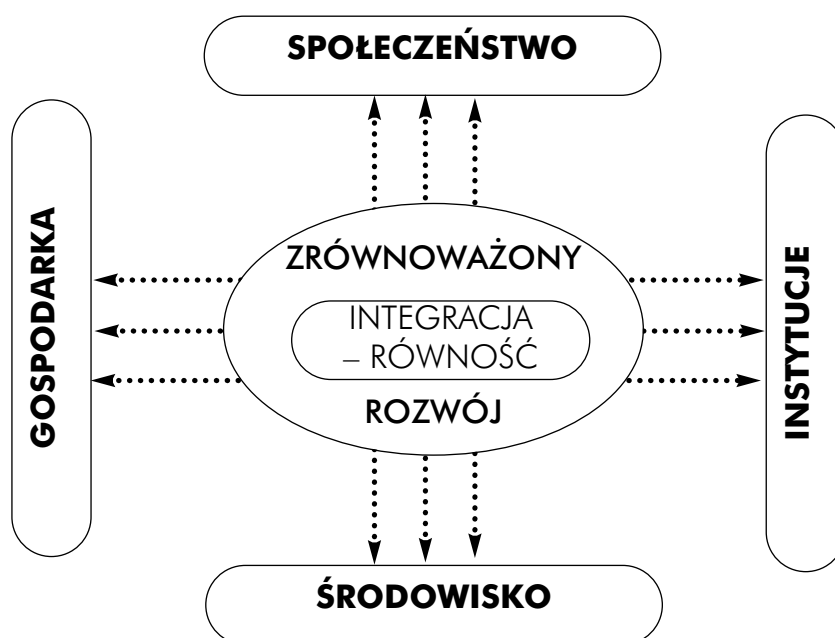 SPOŁECZEŃSTWO
GOSPODARKA
ZRÓWNOWAŻONY
INTEGRACJA
– RÓWNOŚĆ
ROZWÓJ
INSTYTUCJE
ŚRODOWISKO